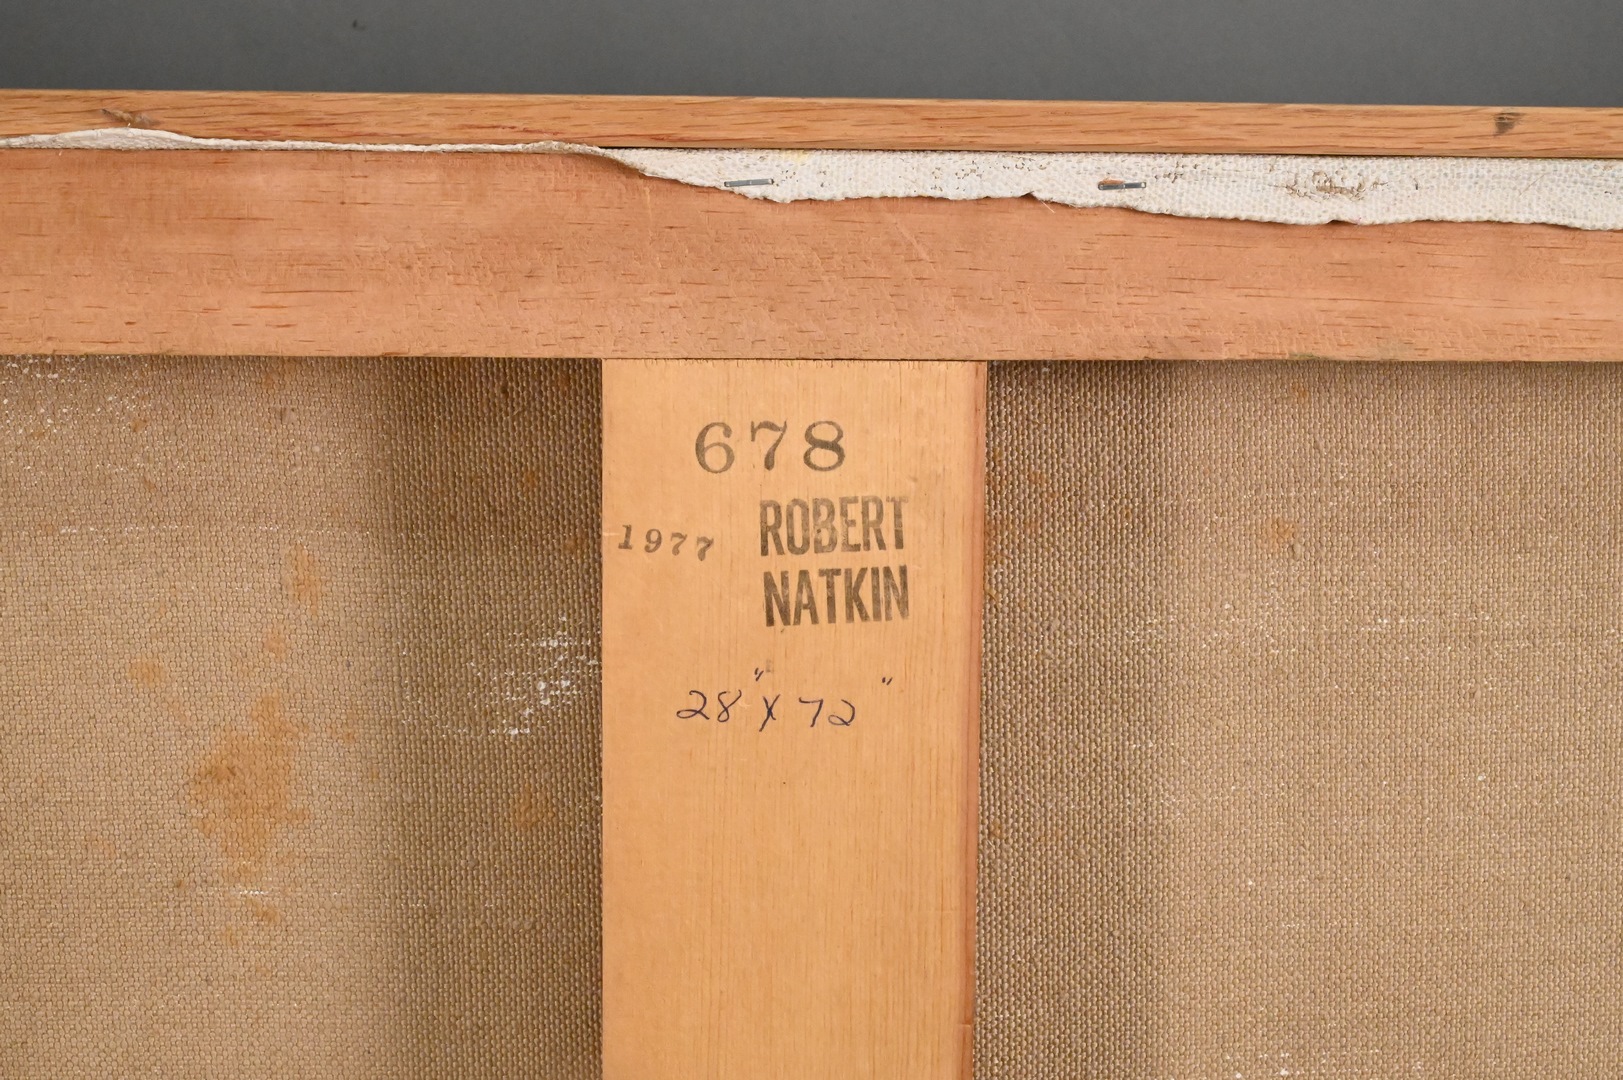 678
1977 ROBERT
NATKIN
28" X 72"